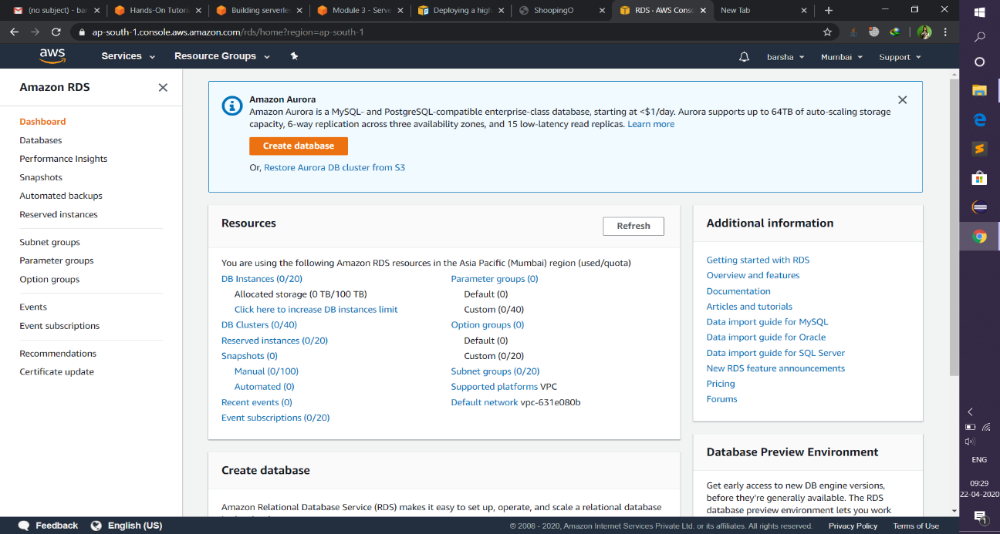 (no subject) - bar
Hands-On Tutori
Building serverles
Module 3 - Serve
Deploying a high
ShoopingO
RDS · AWS Conso
New Tab
ap-south-1.console.aws.amazon.com/rds/home?region=ap-south-1
aws
Services
Resource Groups
barsha
Mumbai
Support
Amazon RDS
Dashboard
Databases
Performance Insights
Snapshots
Automated backups
Reserved instances
Subnet groups
Parameter groups
Option groups
Events
Event subscriptions
Recommendations
Certificate update
Amazon Aurora
Amazon Aurora is a MySQL- and PostgreSQL-compatible enterprise-class database, starting at <$1/day. Aurora supports up to 64TB of auto-scaling storage
capacity, 6-way replication across three availability zones, and 15 low-latency read replicas. Learn more
Create database
Or, Restore Aurora DB cluster from S3
Resources
Refresh
You are using the following Amazon RDS resources in the Asia Pacific (Mumbai) region (used/quota)
DB Instances (0/20)
Allocated storage (0 TB/100 TB)
Click here to increase DB instances limit
DB Clusters (0/40)
Reserved instances (0/20)
Snapshots (0)
Manual (0/100)
Automated (0)
Recent events (0)
Event subscriptions (0/20)
Parameter groups (0)
Default (0)
Custom (0/40)
Option groups (0)
Default (0)
Custom (0/20)
Subnet groups (0/20)
Supported platforms VPC
Default network vpc-631e080b
Create database
Amazon Relational Database Service (RDS) makes it easy to set up, operate, and scale a relational database
Additional information
Getting started with RDS
Overview and features
Documentation
Articles and tutorials
Data import guide for MySQL
Data import guide for Oracle
Data import guide for SQL Server
New RDS feature announcements
Pricing
Forums
Database Preview Environment
Get early access to new DB engine versions,
before they're generally available. The RDS
database preview environment lets you work
Feedback
English (US)
© 2008 - 2020, Amazon Internet Services Private Ltd. or its affiliates. All rights reserved.
Privacy Policy
Terms of Use
ENG
09:29
22-04-2020
1